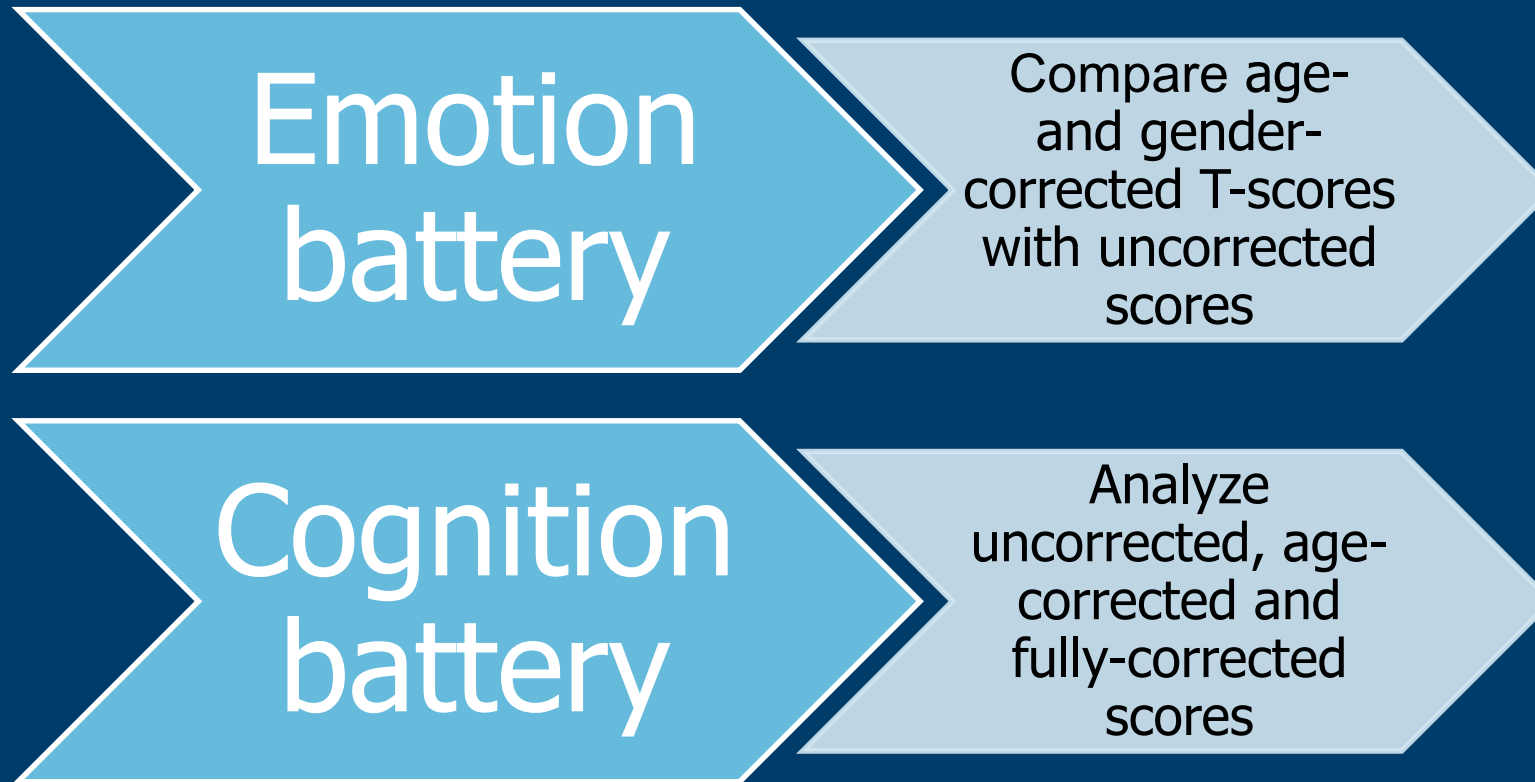 Emotion
battery
Compare age-
and gender-
corrected T-scores
with uncorrected
scores
Cognition
battery
Analyze
uncorrected, age-
corrected and
fully-corrected
scores